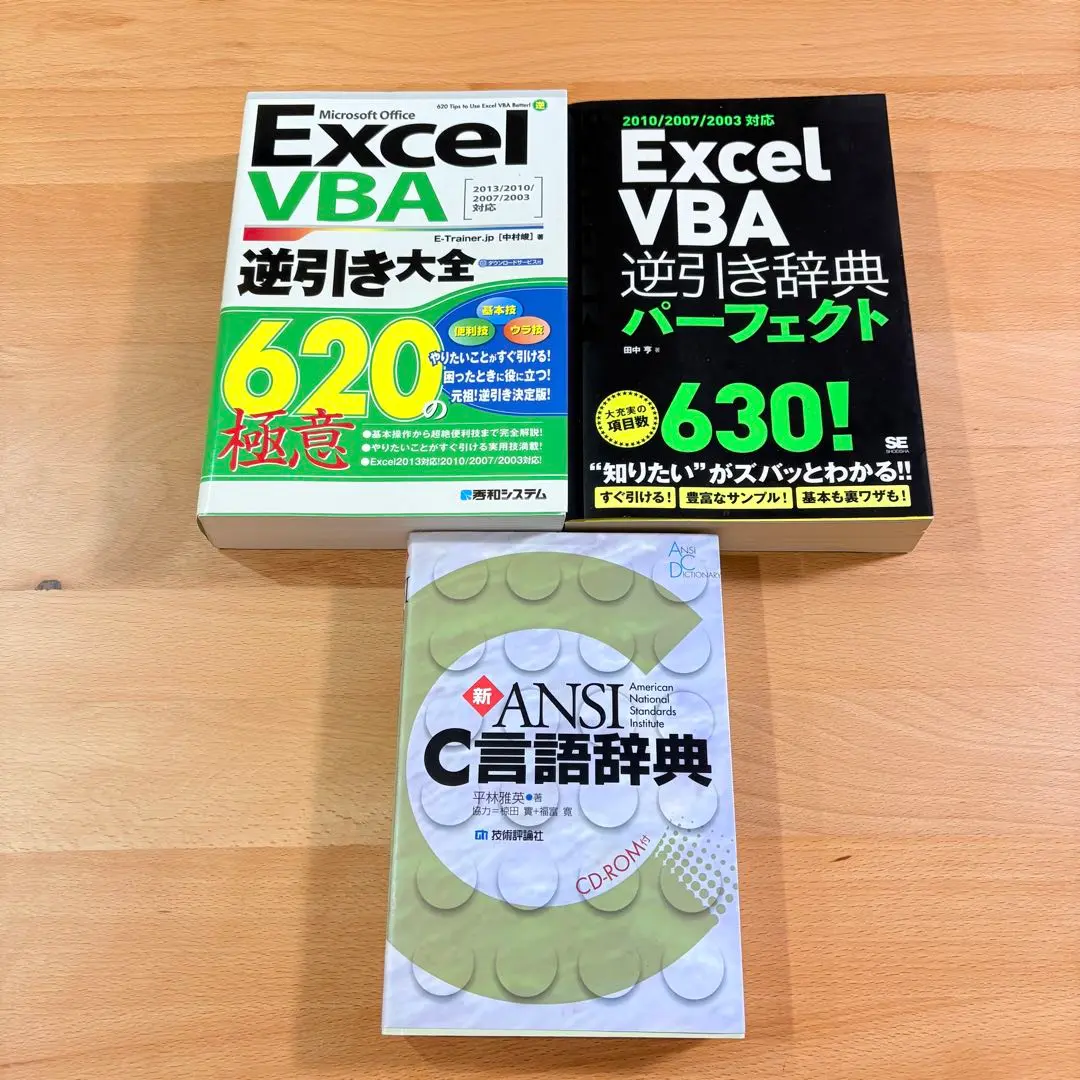 620 Tips to Use Excel VBA Better! 逆
Microsoft Office
Excel
VBA
2013/2010/
2007/2003
対応
E-Trainer.jp [中村峻] 著
逆引き大全
ダウンロードサービス付
620の
極意
基本技
便利技 ウラ技
やりたいことがすぐ引ける!
困ったときに役に立つ!
元祖!逆引き決定版!
●基本操作から超絶便利技まで完全解説!
●やりたいことがすぐ引ける実用技満載!
●Excel2013対応!2010/2007/2003対応!
秀和システム
2010/2007/2003 対応
Excel
VBA
逆引き辞典
パーフェクト
田中 亨 著
大充実の
項目数
630!
SE
SHOEISHA
“知りたい”がズバッとわかる!!
すぐ引ける! 豊富なサンプル! 基本も裏ワザも!
ANSI
C
DICTIONARY
新 ANSI
American
National
Standards
Institute
C言語辞典
平林雅英●著
協力=椋田 實+福富 寛
技術評論社
CD-ROM付